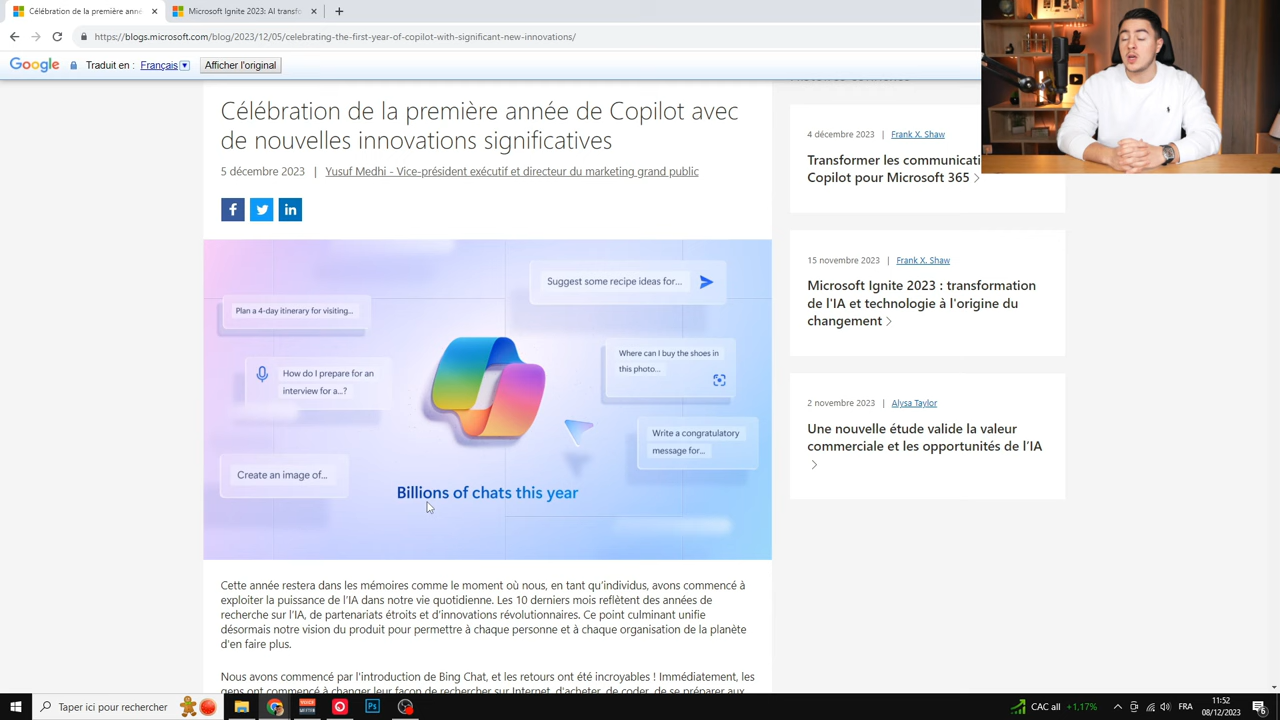 Célébration de la première anné
Microsoft Ignite 2023: AI transfo
https://blogs.microsoft.com/blog/2023/12/05/celebrating-the-first-year-of-copilot-with-significant-new-innovations/
Google Traduit en : Français Afficher l'original
Célébration de la première année de Copilot avec
de nouvelles innovations significatives
5 décembre 2023 | Yusuf Medhi - Vice-président exécutif et directeur du marketing grand public
Suggest some recipe ideas for...
Plan a 4-day itinerary for visiting...
Where can I buy the shoes in
this photo...
How do I prepare for an
interview for a...?
Write a congratulatory
message for...
Create an image of...
Billions of chats this year
Cette année restera dans les mémoires comme le moment où nous, en tant qu'individus, avons commencé à
exploiter la puissance de l'IA dans notre vie quotidienne. Les 10 derniers mois reflètent des années de
recherche sur l'IA, de partenariats étroits et d'innovations révolutionnaires. Ce point culminant unifie
désormais notre vision du produit pour permettre à chaque personne et à chaque organisation de la planète
d'en faire plus.
Nous avons commencé par l'introduction de Bing Chat, et les retours ont été incroyables ! Immédiatement, les
gens ont commencé à changer leur façon de rechercher sur Internet, d'acheter, de coder, de se préparer aux
4 décembre 2023 | Frank X. Shaw
Transformer les communicati
Copilot pour Microsoft 365
15 novembre 2023 | Frank X. Shaw
Microsoft Ignite 2023 : transformation
de l'IA et technologie à l'origine du
changement
2 novembre 2023 | Alysa Taylor
Une nouvelle étude valide la valeur
commerciale et les opportunités de l'IA
Taper ici pour rechercher
Ps
CAC all +1,17%
FRA
11:52
08/12/2023